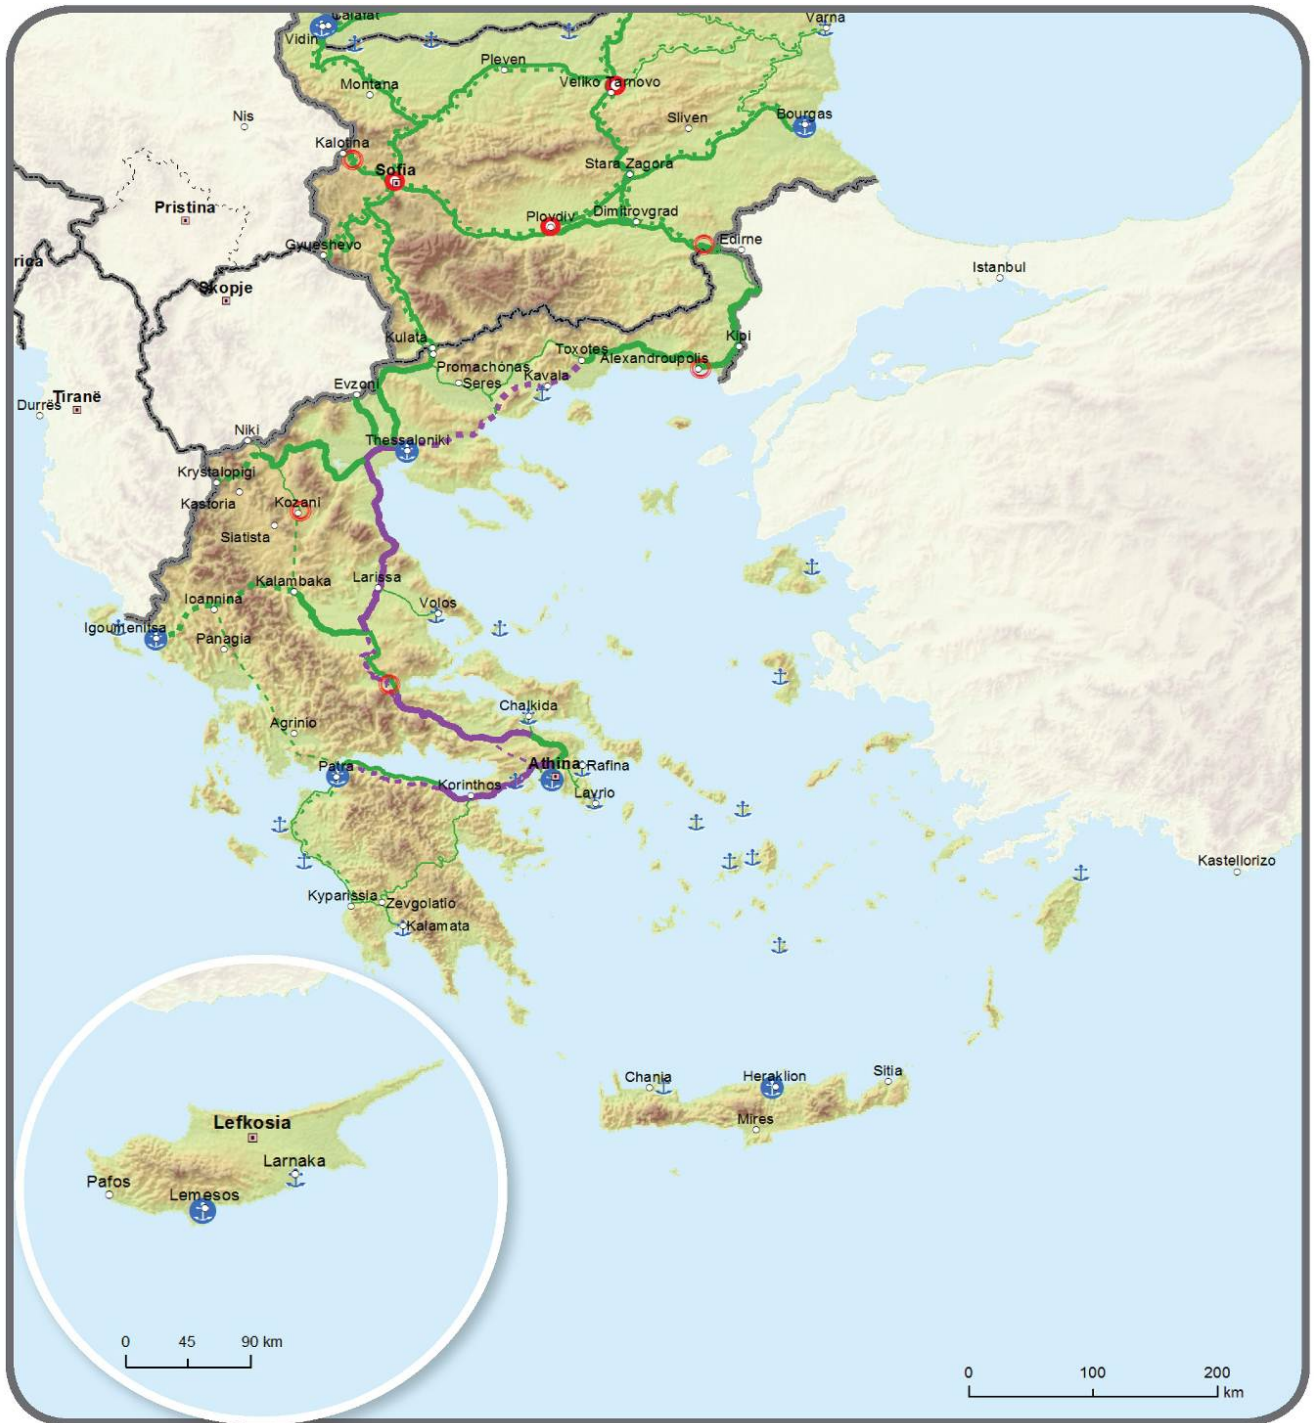 Calafat
Varna
Vidin
Pleven
Montana
Veliko Tarnovo
Nis
Sliven
Bourgas
Kalotina
Sofia
Stara Zagora
Pristina
Plovdiv
Dimitrovgrad
Gyueshevo
Edirne
rica
Istanbul
Skopje
Kulata
Kipi
Toxotes
Alexandroupolis
Promachonas
Kavala
Seres
Evzoni
Tiranë
Durrës
Niki
Thessaloniki
Krystalopigi
Kastoria
Kozani
Siatista
Kalambaka
Larissa
Ioannina
Volos
Igoumenitsa
Panagia
Chalkida
Agrinio
Patra
Athina
Rafina
Korinthos
Lavrio
Kastellorizo
Kyparissia
Zevgolatio
Kalamata
Chania
Heraklion
Sitia
Mires
Lefkosia
Larnaka
Pafos
Lemesos
0 45 90 km
0 100 200
km